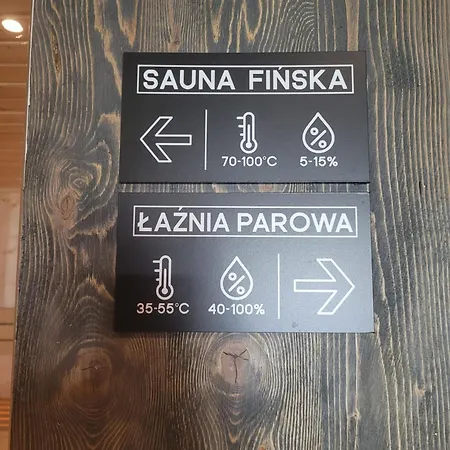 SAUNA FIŃSKA
70-100°C 5-15%
ŁAŹNIA PAROWA
35-55°C 40-100%